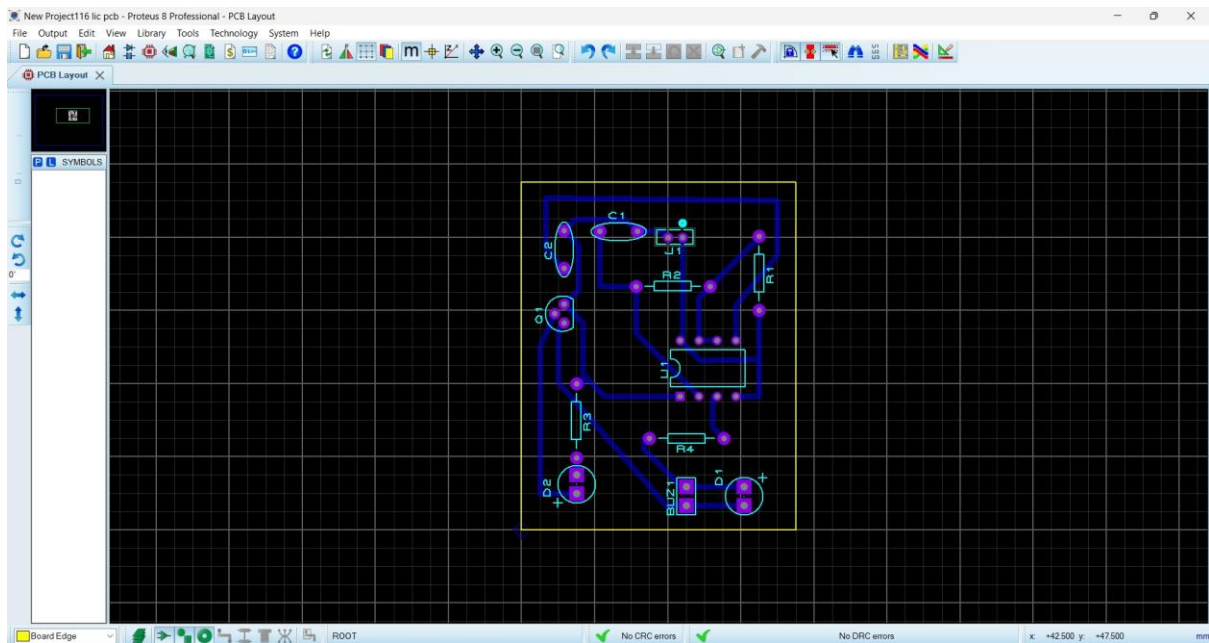 New Project116 lic pcb - Proteus 8 Professional - PCB Layout
File Output Edit View Library Tools Technology System Help
PCB Layout
P L SYMBOLS
C1
C2
J1
R2
R1
Q1
U1
R3
R4
D2
BUZ1
D1
+
+
0°
Board Edge
ROOT
No CRC errors
No DRC errors
x: +42.500 y: +47.500 mm